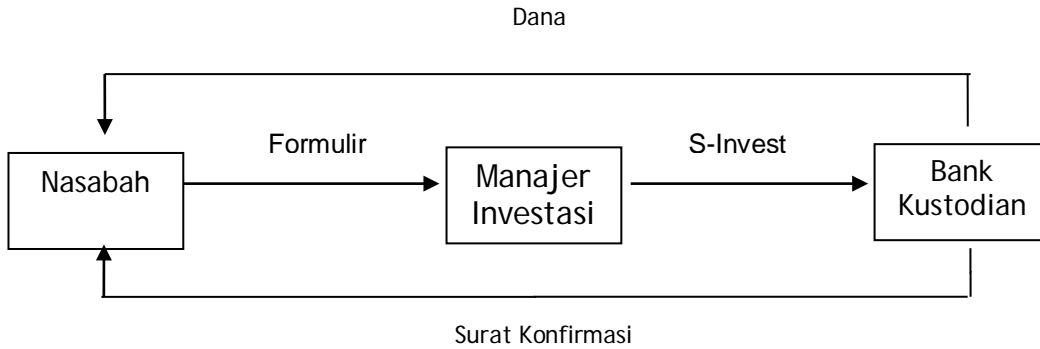 Dana
Formulir
S-Invest
Nasabah
Manajer
Investasi
Bank
Kustodian
Surat Konfirmasi